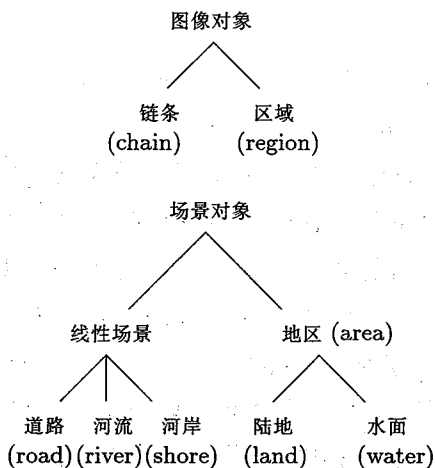 图像对象
链条 区域
(chain) (region)
场景对象
线性场景 地区 (area)
道路 河流 河岸 陆地 水面
(road) (river) (shore) (land) (water)